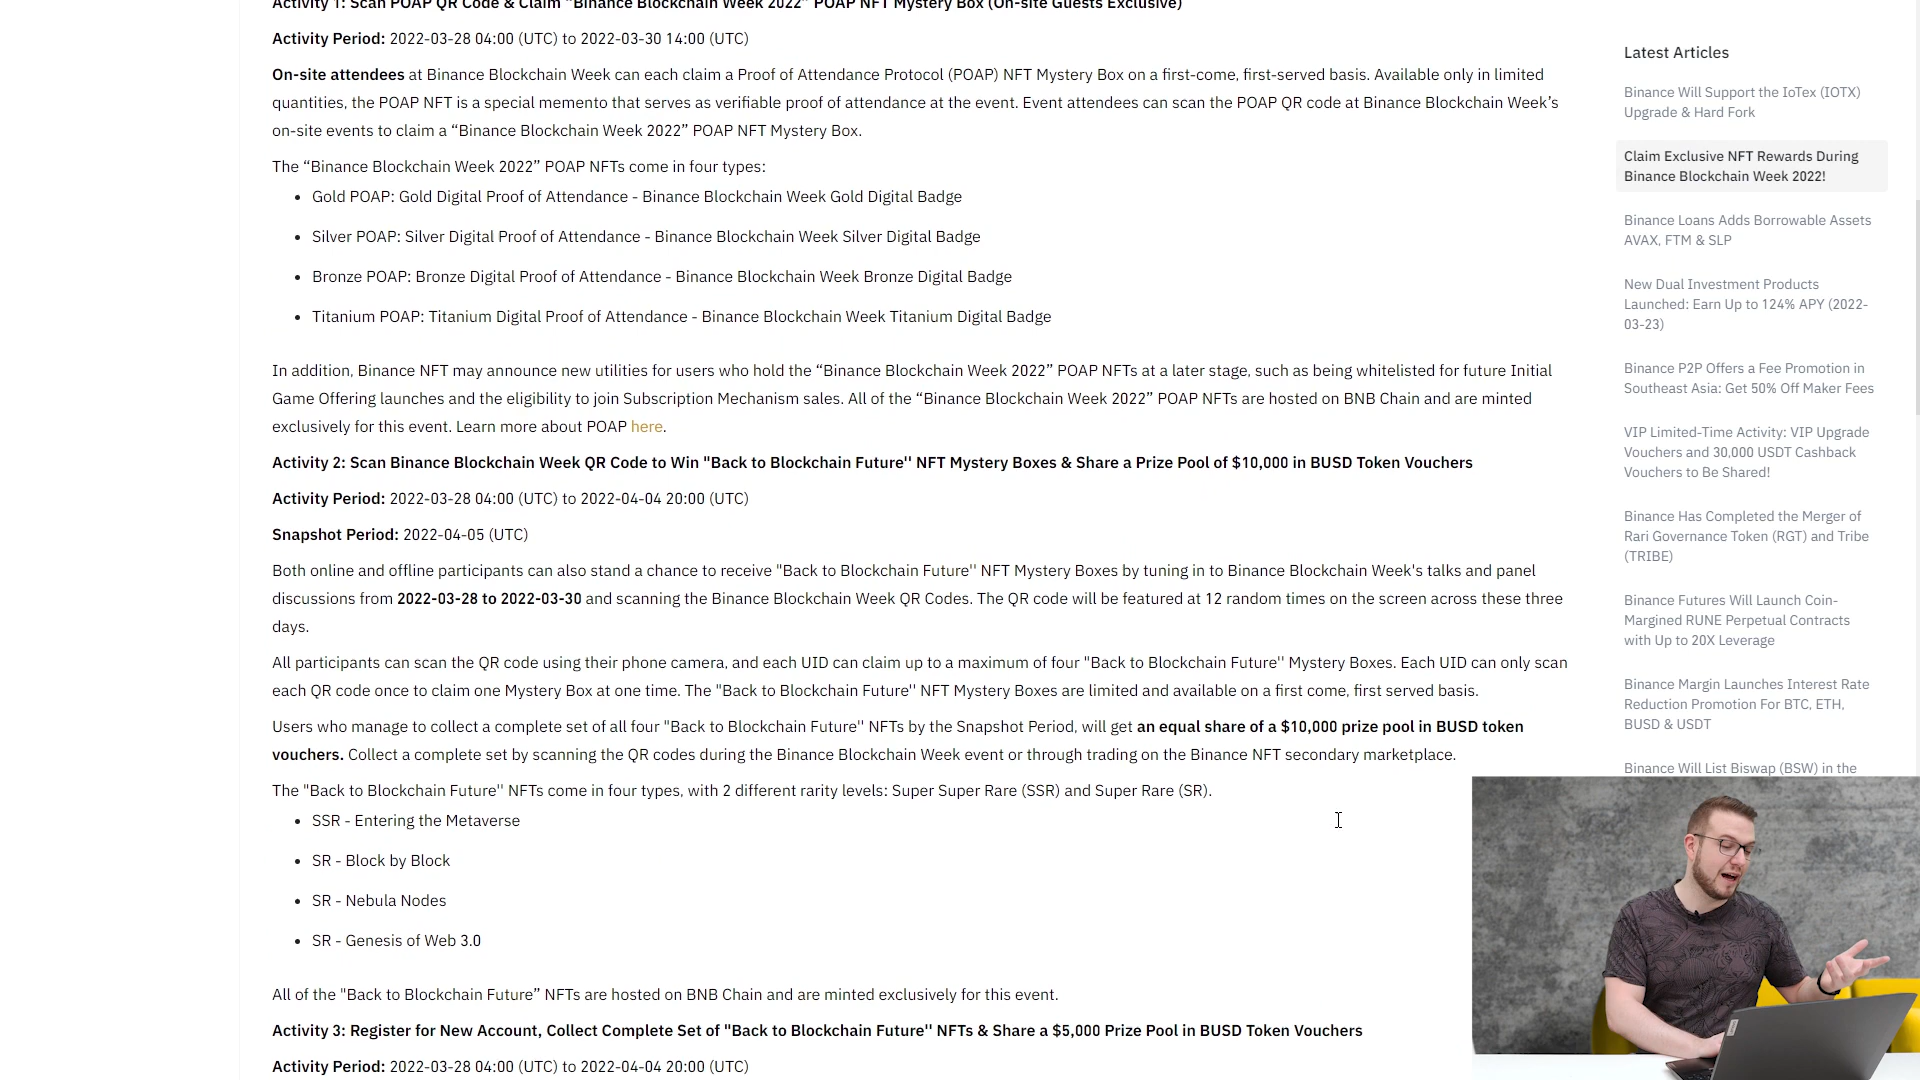 Activity 1: Scan POAP QR Code & Claim "Binance Blockchain Week 2022" POAP NFT Mystery Box (On-site Guests Exclusive)
Activity Period: 2022-03-28 04:00 (UTC) to 2022-03-30 14:00 (UTC)
On-site attendees at Binance Blockchain Week can each claim a Proof of Attendance Protocol (POAP) NFT Mystery Box on a first-come, first-served basis. Available only in limited
quantities, the POAP NFT is a special memento that serves as verifiable proof of attendance at the event. Event attendees can scan the POAP QR code at Binance Blockchain Week’s
on-site events to claim a “Binance Blockchain Week 2022” POAP NFT Mystery Box.
The “Binance Blockchain Week 2022” POAP NFTs come in four types:
• Gold POAP: Gold Digital Proof of Attendance - Binance Blockchain Week Gold Digital Badge
• Silver POAP: Silver Digital Proof of Attendance - Binance Blockchain Week Silver Digital Badge
• Bronze POAP: Bronze Digital Proof of Attendance - Binance Blockchain Week Bronze Digital Badge
• Titanium POAP: Titanium Digital Proof of Attendance - Binance Blockchain Week Titanium Digital Badge
In addition, Binance NFT may announce new utilities for users who hold the “Binance Blockchain Week 2022” POAP NFTs at a later stage, such as being whitelisted for future Initial
Game Offering launches and the eligibility to join Subscription Mechanism sales. All of the “Binance Blockchain Week 2022” POAP NFTs are hosted on BNB Chain and are minted
exclusively for this event. Learn more about POAP here.
Activity 2: Scan Binance Blockchain Week QR Code to Win "Back to Blockchain Future'' NFT Mystery Boxes & Share a Prize Pool of $10,000 in BUSD Token Vouchers
Activity Period: 2022-03-28 04:00 (UTC) to 2022-04-04 20:00 (UTC)
Snapshot Period: 2022-04-05 (UTC)
Both online and offline participants can also stand a chance to receive "Back to Blockchain Future'' NFT Mystery Boxes by tuning in to Binance Blockchain Week's talks and panel
discussions from 2022-03-28 to 2022-03-30 and scanning the Binance Blockchain Week QR Codes. The QR code will be featured at 12 random times on the screen across these three
days.
All participants can scan the QR code using their phone camera, and each UID can claim up to a maximum of four "Back to Blockchain Future'' Mystery Boxes. Each UID can only scan
each QR code once to claim one Mystery Box at one time. The "Back to Blockchain Future'' NFT Mystery Boxes are limited and available on a first come, first served basis.
Users who manage to collect a complete set of all four "Back to Blockchain Future'' NFTs by the Snapshot Period, will get an equal share of a $10,000 prize pool in BUSD token
vouchers. Collect a complete set by scanning the QR codes during the Binance Blockchain Week event or through trading on the Binance NFT secondary marketplace.
The "Back to Blockchain Future'' NFTs come in four types, with 2 different rarity levels: Super Super Rare (SSR) and Super Rare (SR).
• SSR - Entering the Metaverse
• SR - Block by Block
• SR - Nebula Nodes
• SR - Genesis of Web 3.0
All of the "Back to Blockchain Future” NFTs are hosted on BNB Chain and are minted exclusively for this event.
Activity 3: Register for New Account, Collect Complete Set of "Back to Blockchain Future'' NFTs & Share a $5,000 Prize Pool in BUSD Token Vouchers
Activity Period: 2022-03-28 04:00 (UTC) to 2022-04-04 20:00 (UTC)
Latest Articles
Binance Will Support the IoTex (IOTX)
Upgrade & Hard Fork
Claim Exclusive NFT Rewards During
Binance Blockchain Week 2022!
Binance Loans Adds Borrowable Assets
AVAX, FTM & SLP
New Dual Investment Products
Launched: Earn Up to 124% APY (2022-
03-23)
Binance P2P Offers a Fee Promotion in
Southeast Asia: Get 50% Off Maker Fees
VIP Limited-Time Activity: VIP Upgrade
Vouchers and 30,000 USDT Cashback
Vouchers to Be Shared!
Binance Has Completed the Merger of
Rari Governance Token (RGT) and Tribe
(TRIBE)
Binance Futures Will Launch Coin-
Margined RUNE Perpetual Contracts
with Up to 20X Leverage
Binance Margin Launches Interest Rate
Reduction Promotion For BTC, ETH,
BUSD & USDT
Binance Will List Biswap (BSW) in the